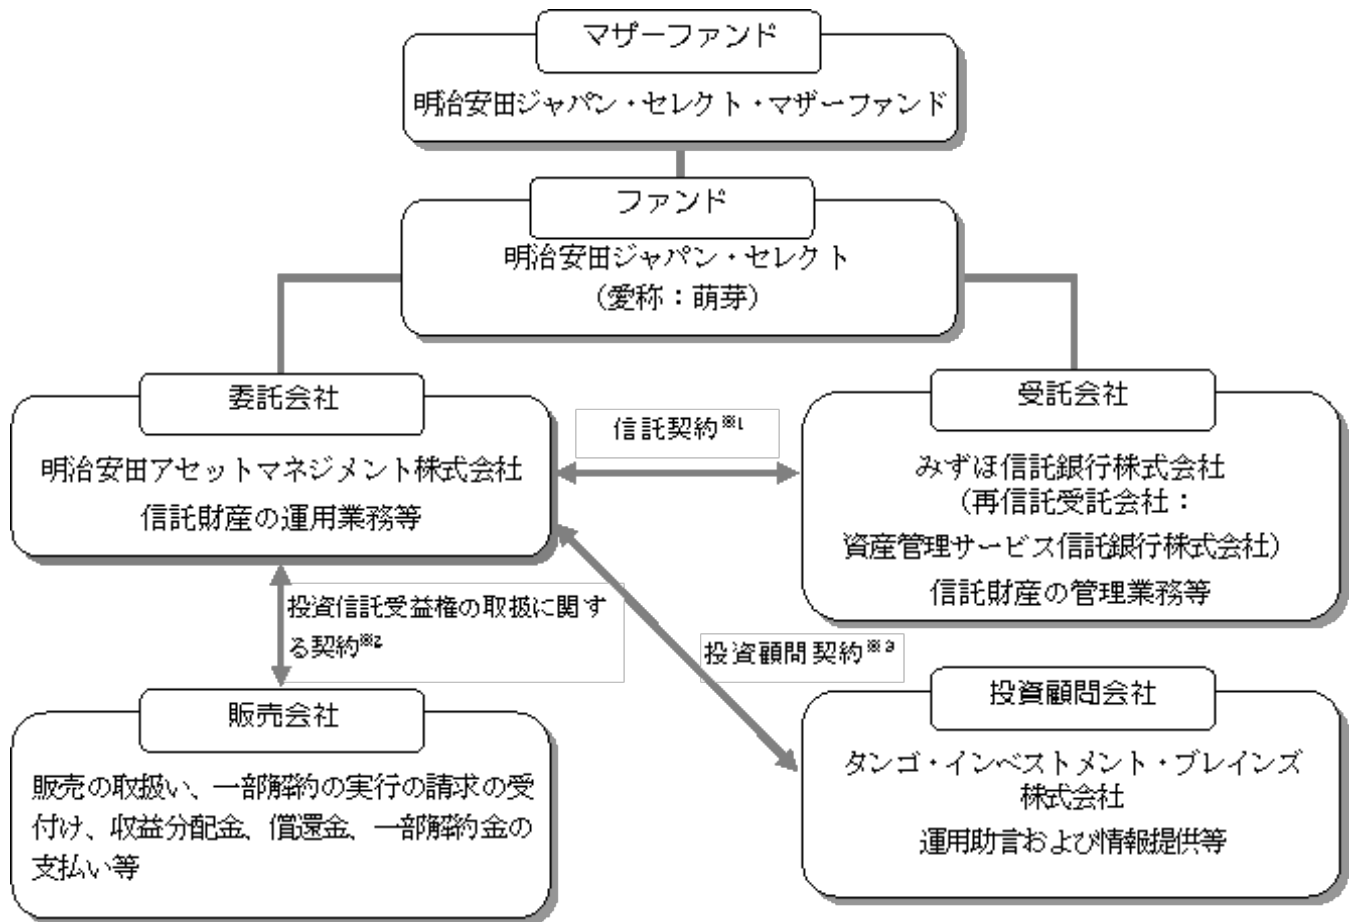 マザーファンド
明治安田ジャパン・セレクト・マザーファンド
ファンド
明治安田ジャパン・セレクト
（愛称：萌芽）
委託会社
明治安田アセットマネジメント株式会社
信託財産の運用業務等
信託契約※1
受託会社
みずほ信託銀行株式会社
（再信託受託会社：
資産管理サービス信託銀行株式会社）
信託財産の管理業務等
投資信託受益権の取扱に関す
る契約※2
投資顧問契約※3
販売会社
販売の取扱い、一部解約の実行の請求の受
付け、収益分配金、償還金、一部解約金の
支払い等
投資顧問会社
タンゴ・インベストメント・ブレインズ
株式会社
運用助言および情報提供等